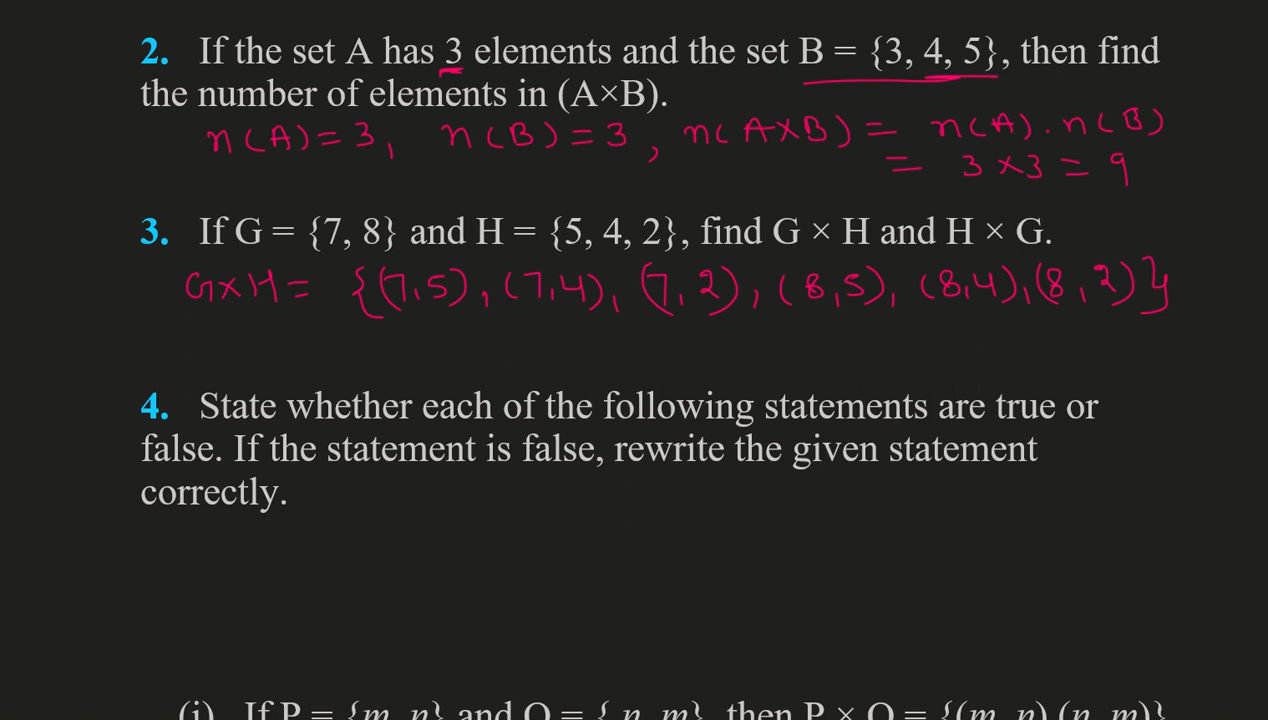 2. If the set A has 3 elements and the set B = {3, 4, 5}, then find
the number of elements in (A×B).
n(A) = 3, n(B) = 3, n(A×B) = n(A) . n(B)
= 3 × 3 = 9
3. If G = {7, 8} and H = {5, 4, 2}, find G × H and H × G.
G×H = {(7,5), (7,4), (7,2), (8,5), (8,4), (8,2)}
4. State whether each of the following statements are true or
false. If the statement is false, rewrite the given statement
correctly.
(i) If P = {m, n} and Q = { n, m}, then P × Q = {(m, n),(n, m)}